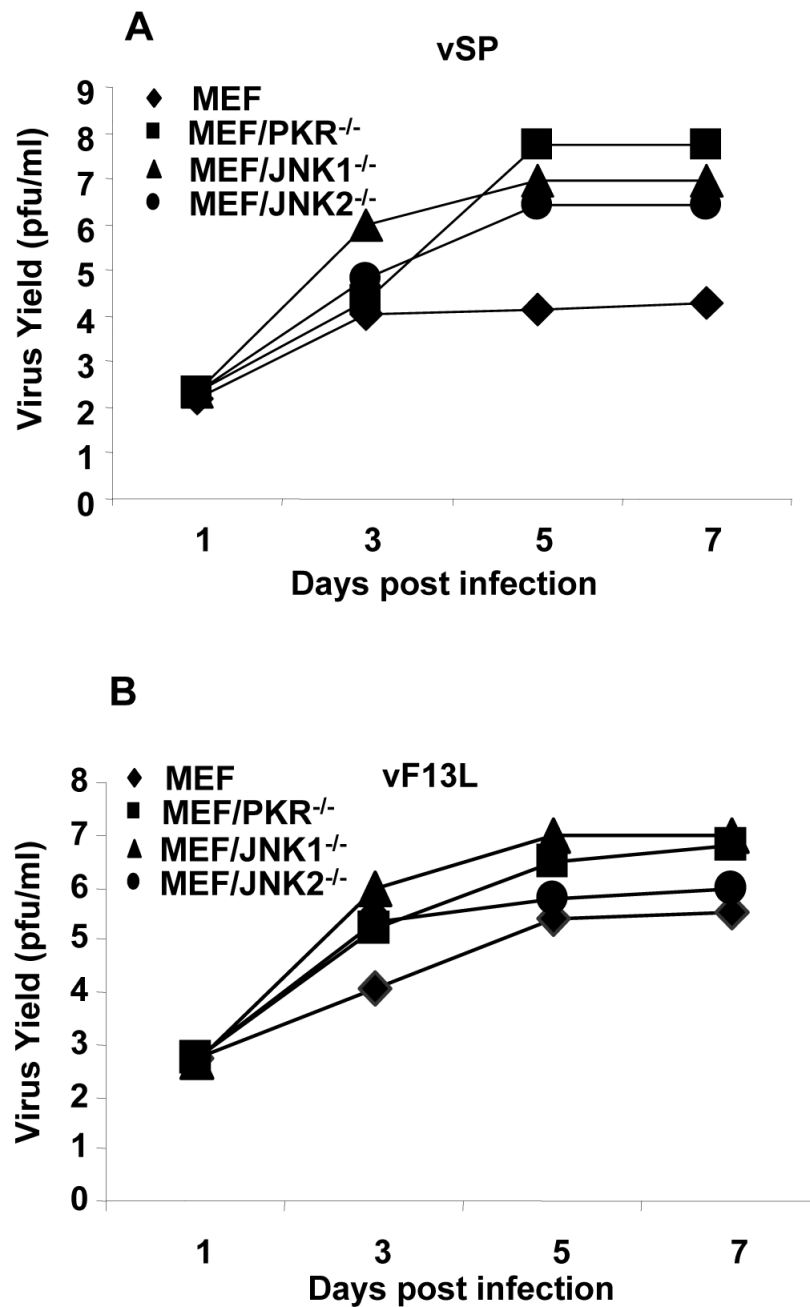 A
vSP
Virus Yield (pfu/ml)
9
8
7
6
5
4
3
2
1
0
MEF
MEF/PKR-/-
MEF/JNK1-/-
MEF/JNK2-/-
1 3 5 7
Days post infection
B
vF13L
Virus Yield (pfu/ml)
8
7
6
5
4
3
2
1
0
MEF
MEF/PKR-/-
MEF/JNK1-/-
MEF/JNK2-/-
1 3 5 7
Days post infection